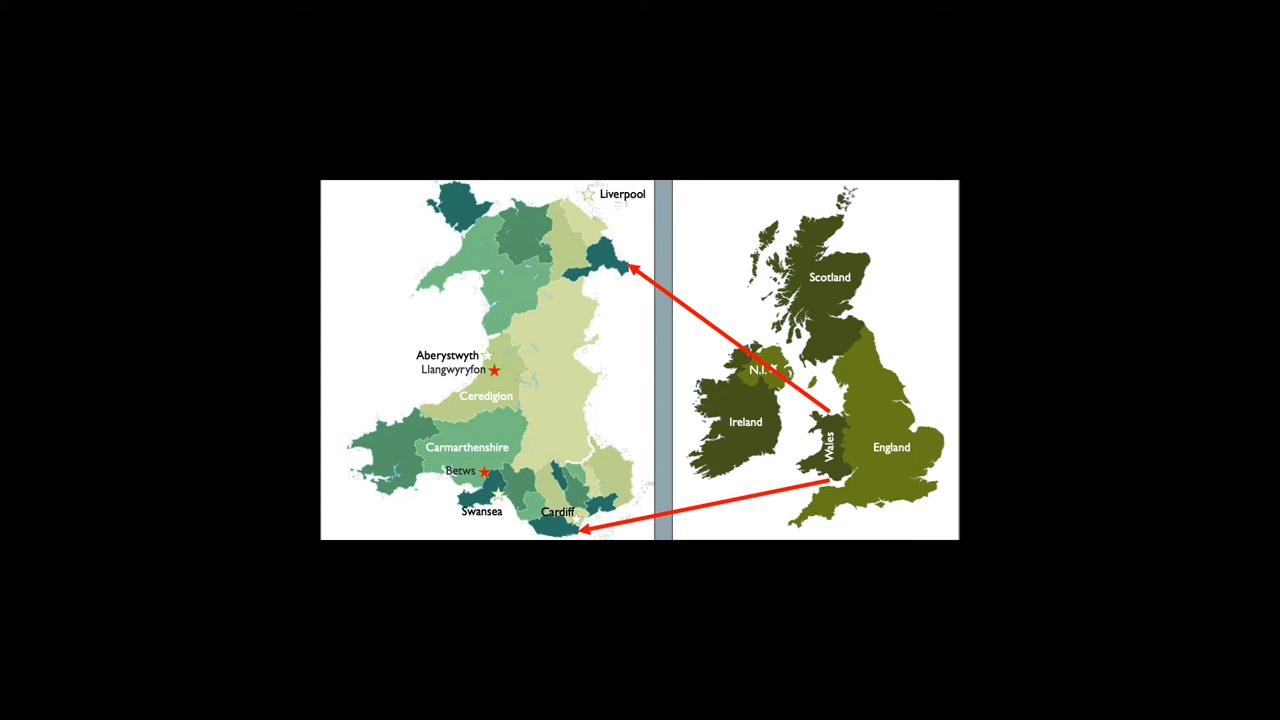 Liverpool
Aberystwyth
Llangwyryfon
Ceredigion
Carmarthenshire
Betws
Swansea
Cardiff
Scotland
N.I.
Ireland
Wales
England